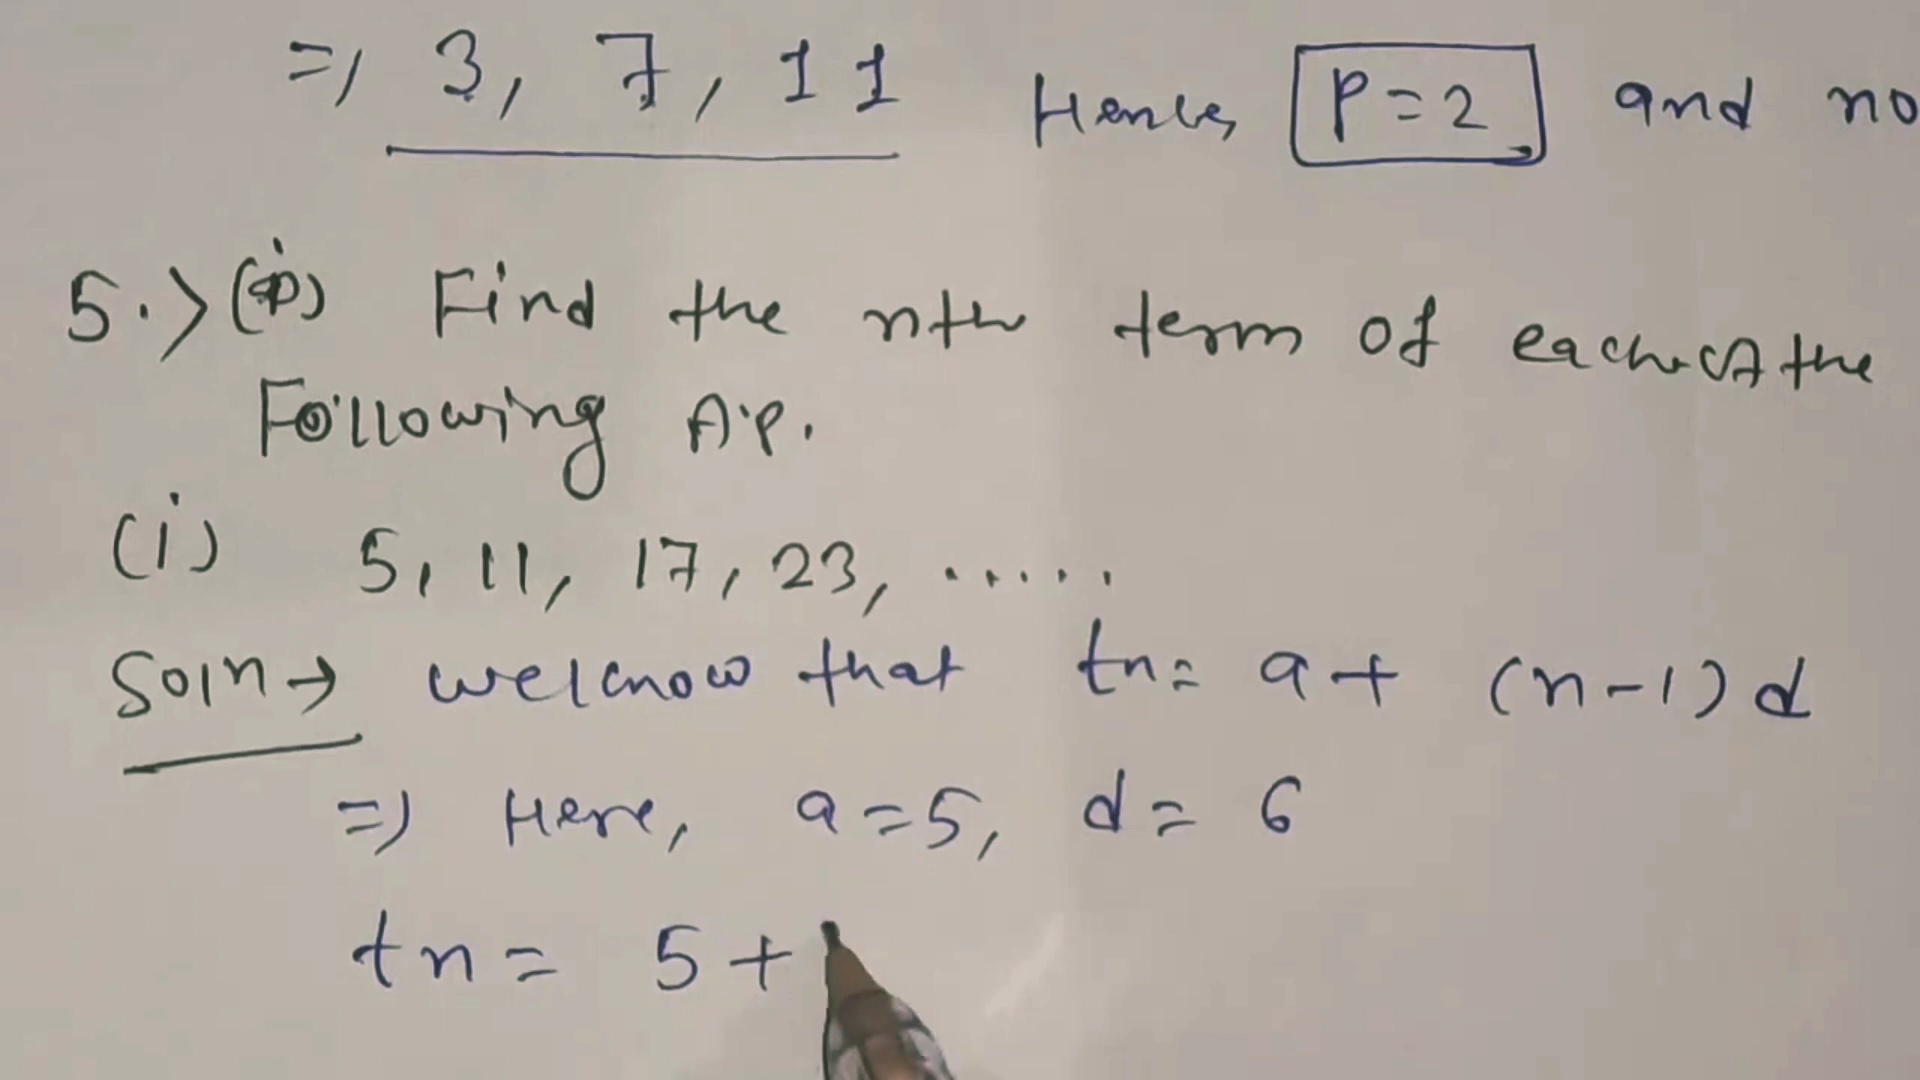 => 3, 7, 11 Hence, P=2 and no
5.> (i) Find the nth term of each of the
Following A.P.
(i) 5, 11, 17, 23, .....
Soln → we know that tn = a + (n-1)d
=> Here, a=5, d= 6
tn = 5+